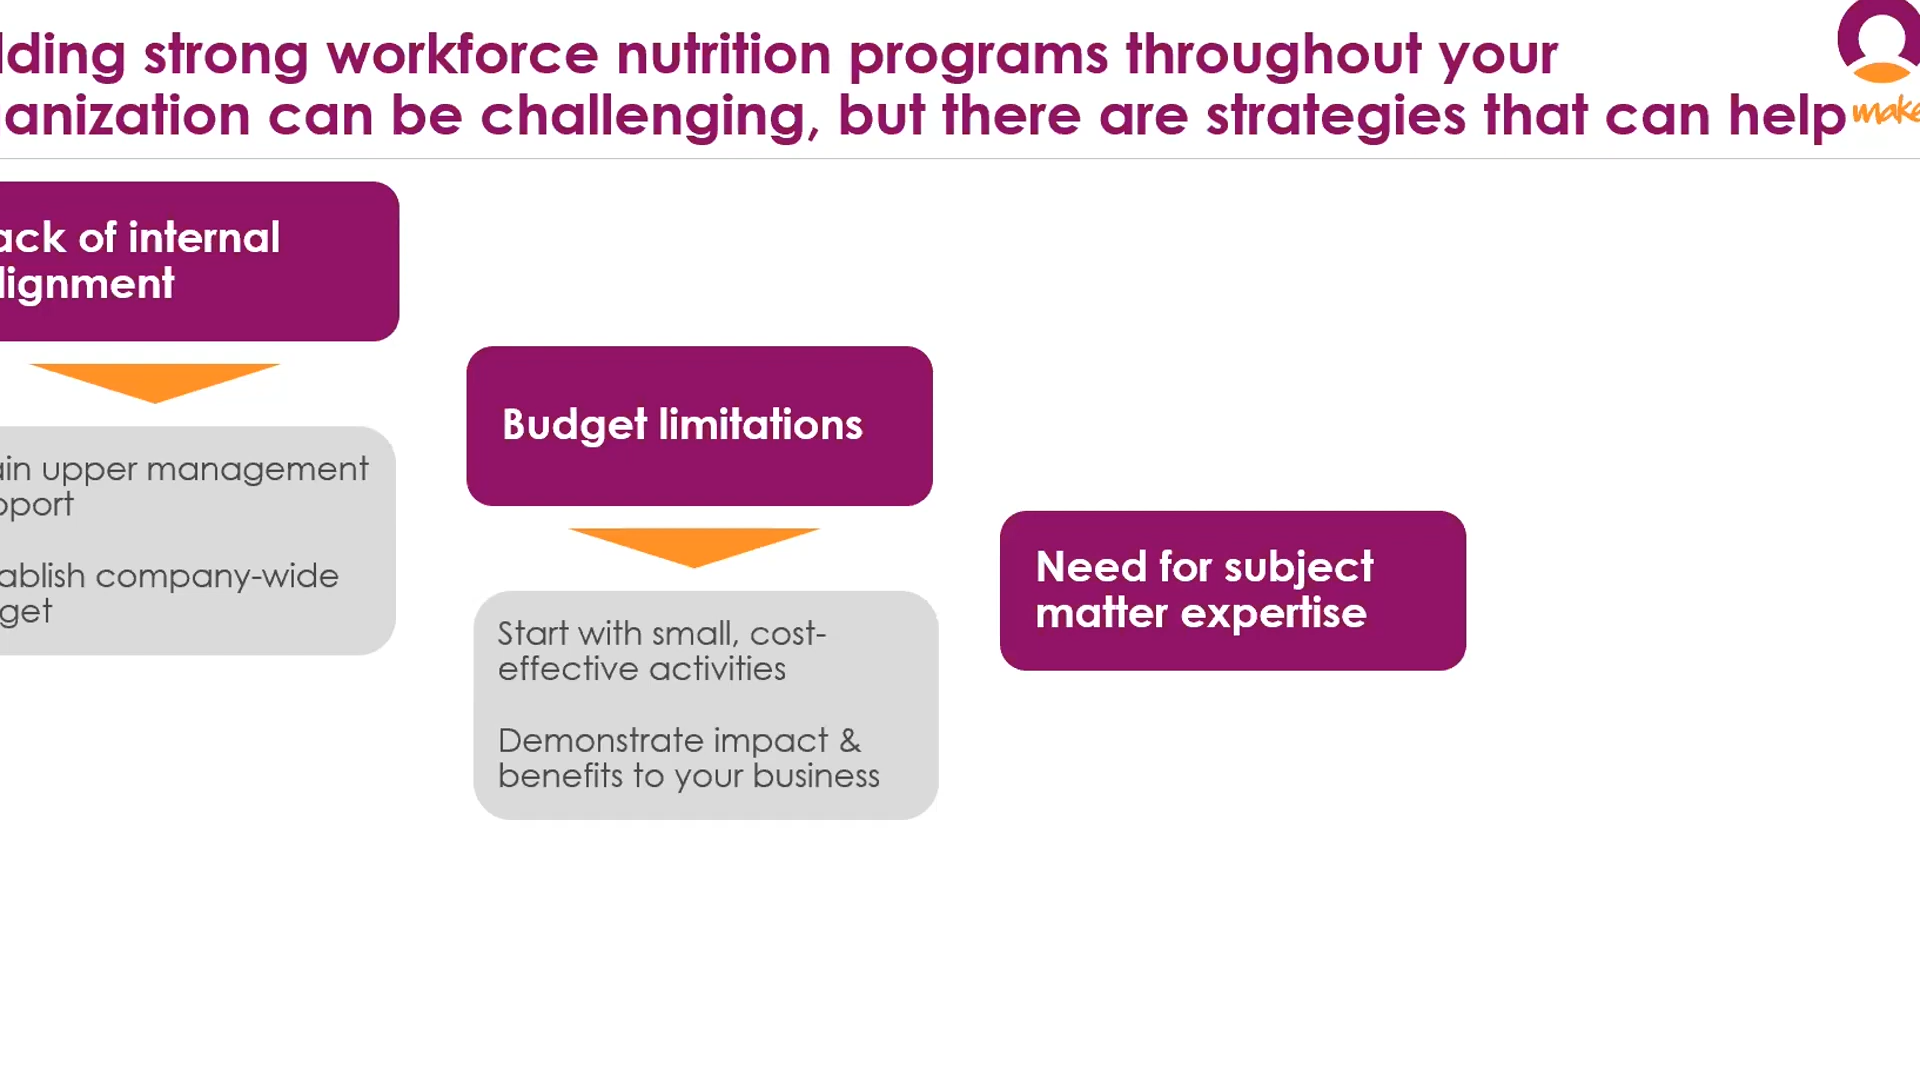 lding strong workforce nutrition programs throughout your
anization can be challenging, but there are strategies that can help
make
ack of internal
lignment
ain upper management
pport
ablish company-wide
get
Budget limitations
Start with small, cost-
effective activities
Demonstrate impact &
benefits to your business
Need for subject
matter expertise